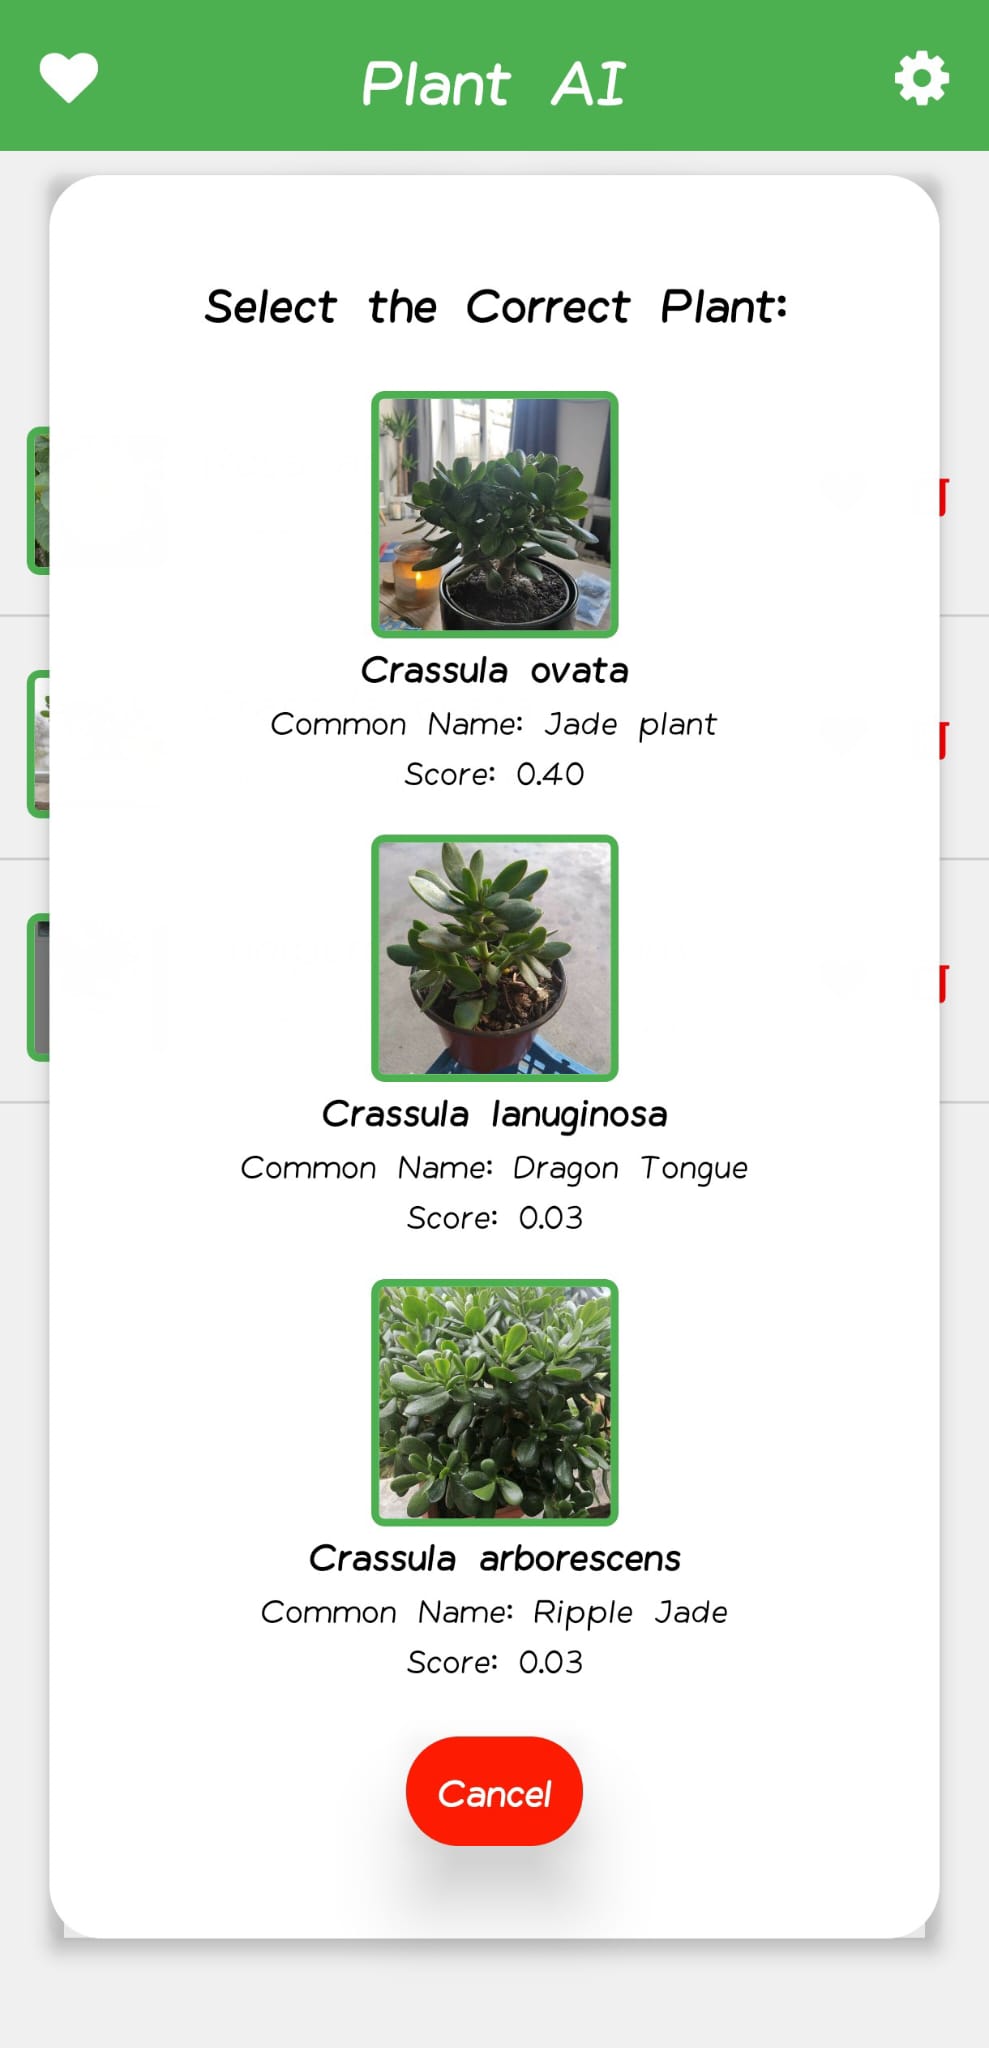 Plant AI
Select the Correct Plant:
Crassula ovata
Common Name: Jade plant
Score: 0.40
Crassula lanuginosa
Common Name: Dragon Tongue
Score: 0.03
Crassula arborescens
Common Name: Ripple Jade
Score: 0.03
Cancel